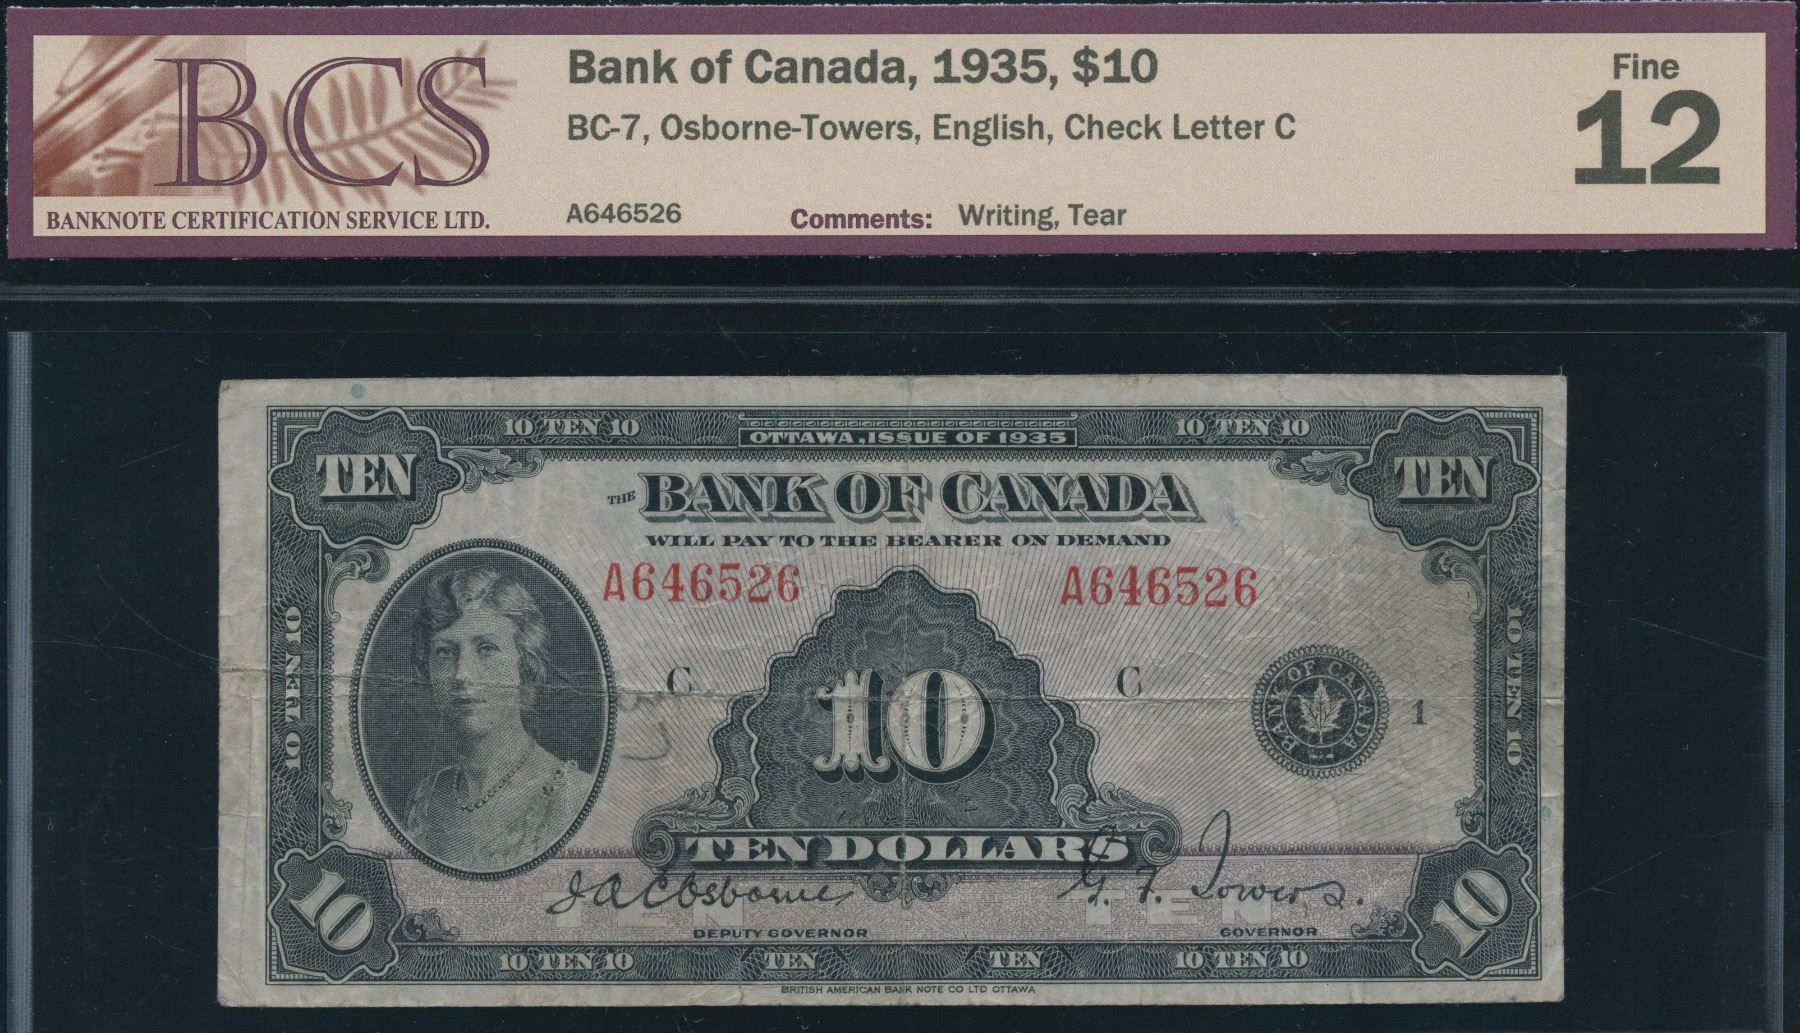 BCS
BANKNOTE CERTIFICATION SERVICE LTD.
Bank of Canada, 1935, $10
BC-7, Osborne-Towers, English, Check Letter C
A646526 Comments: Writing, Tear
Fine
12
10 TEN 10 OTTAWA, ISSUE OF 1935 10 TEN 10
TEN TEN
THE BANK OF CANADA
WILL PAY TO THE BEARER ON DEMAND
A646526 A646526
10 TEN 10 10 TEN 10
C C
10
BANK OF CANADA 1
TEN DOLLARS
JAC Osborne G. F. Towers.
TEN TEN
10 10
DEPUTY GOVERNOR GOVERNOR
10 TEN 10 TEN TEN 10 TEN 10
BRITISH AMERICAN BANK NOTE CO LTD OTTAWA